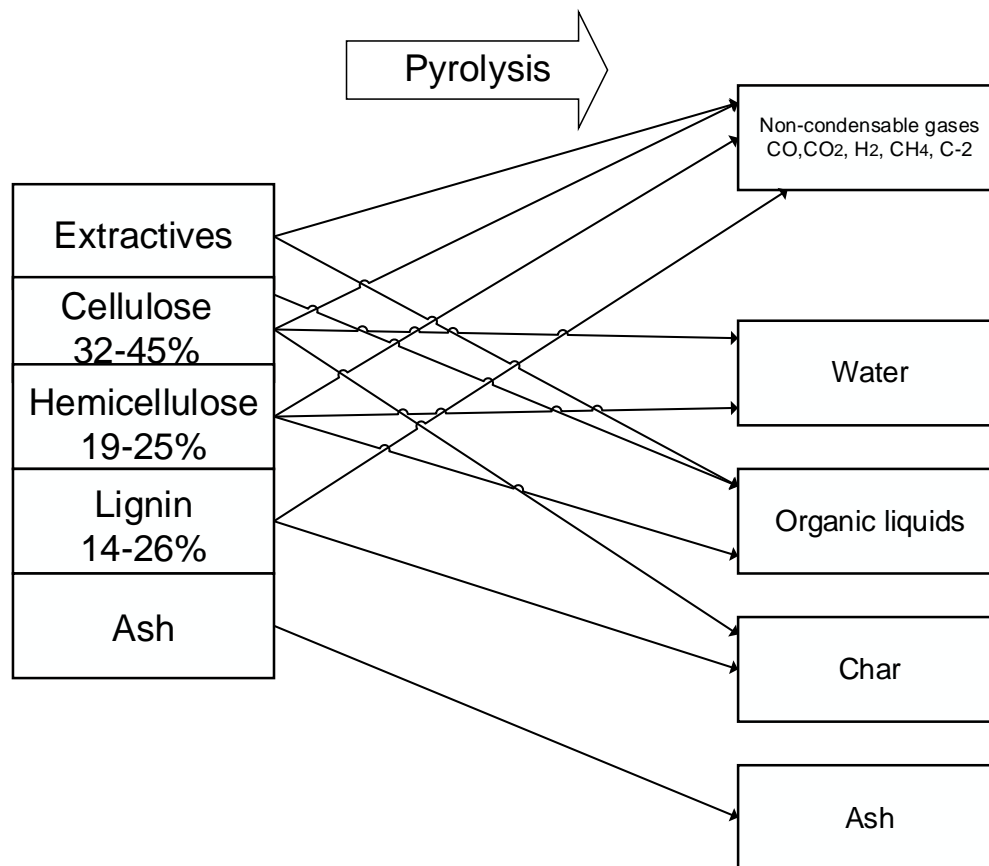 Pyrolysis
Non-condensable gases
CO,CO2, H2, CH4, C-2
Extractives
Cellulose
32-45%
Hemicellulose
19-25%
Lignin
14-26%
Ash
Water
Organic liquids
Char
Ash